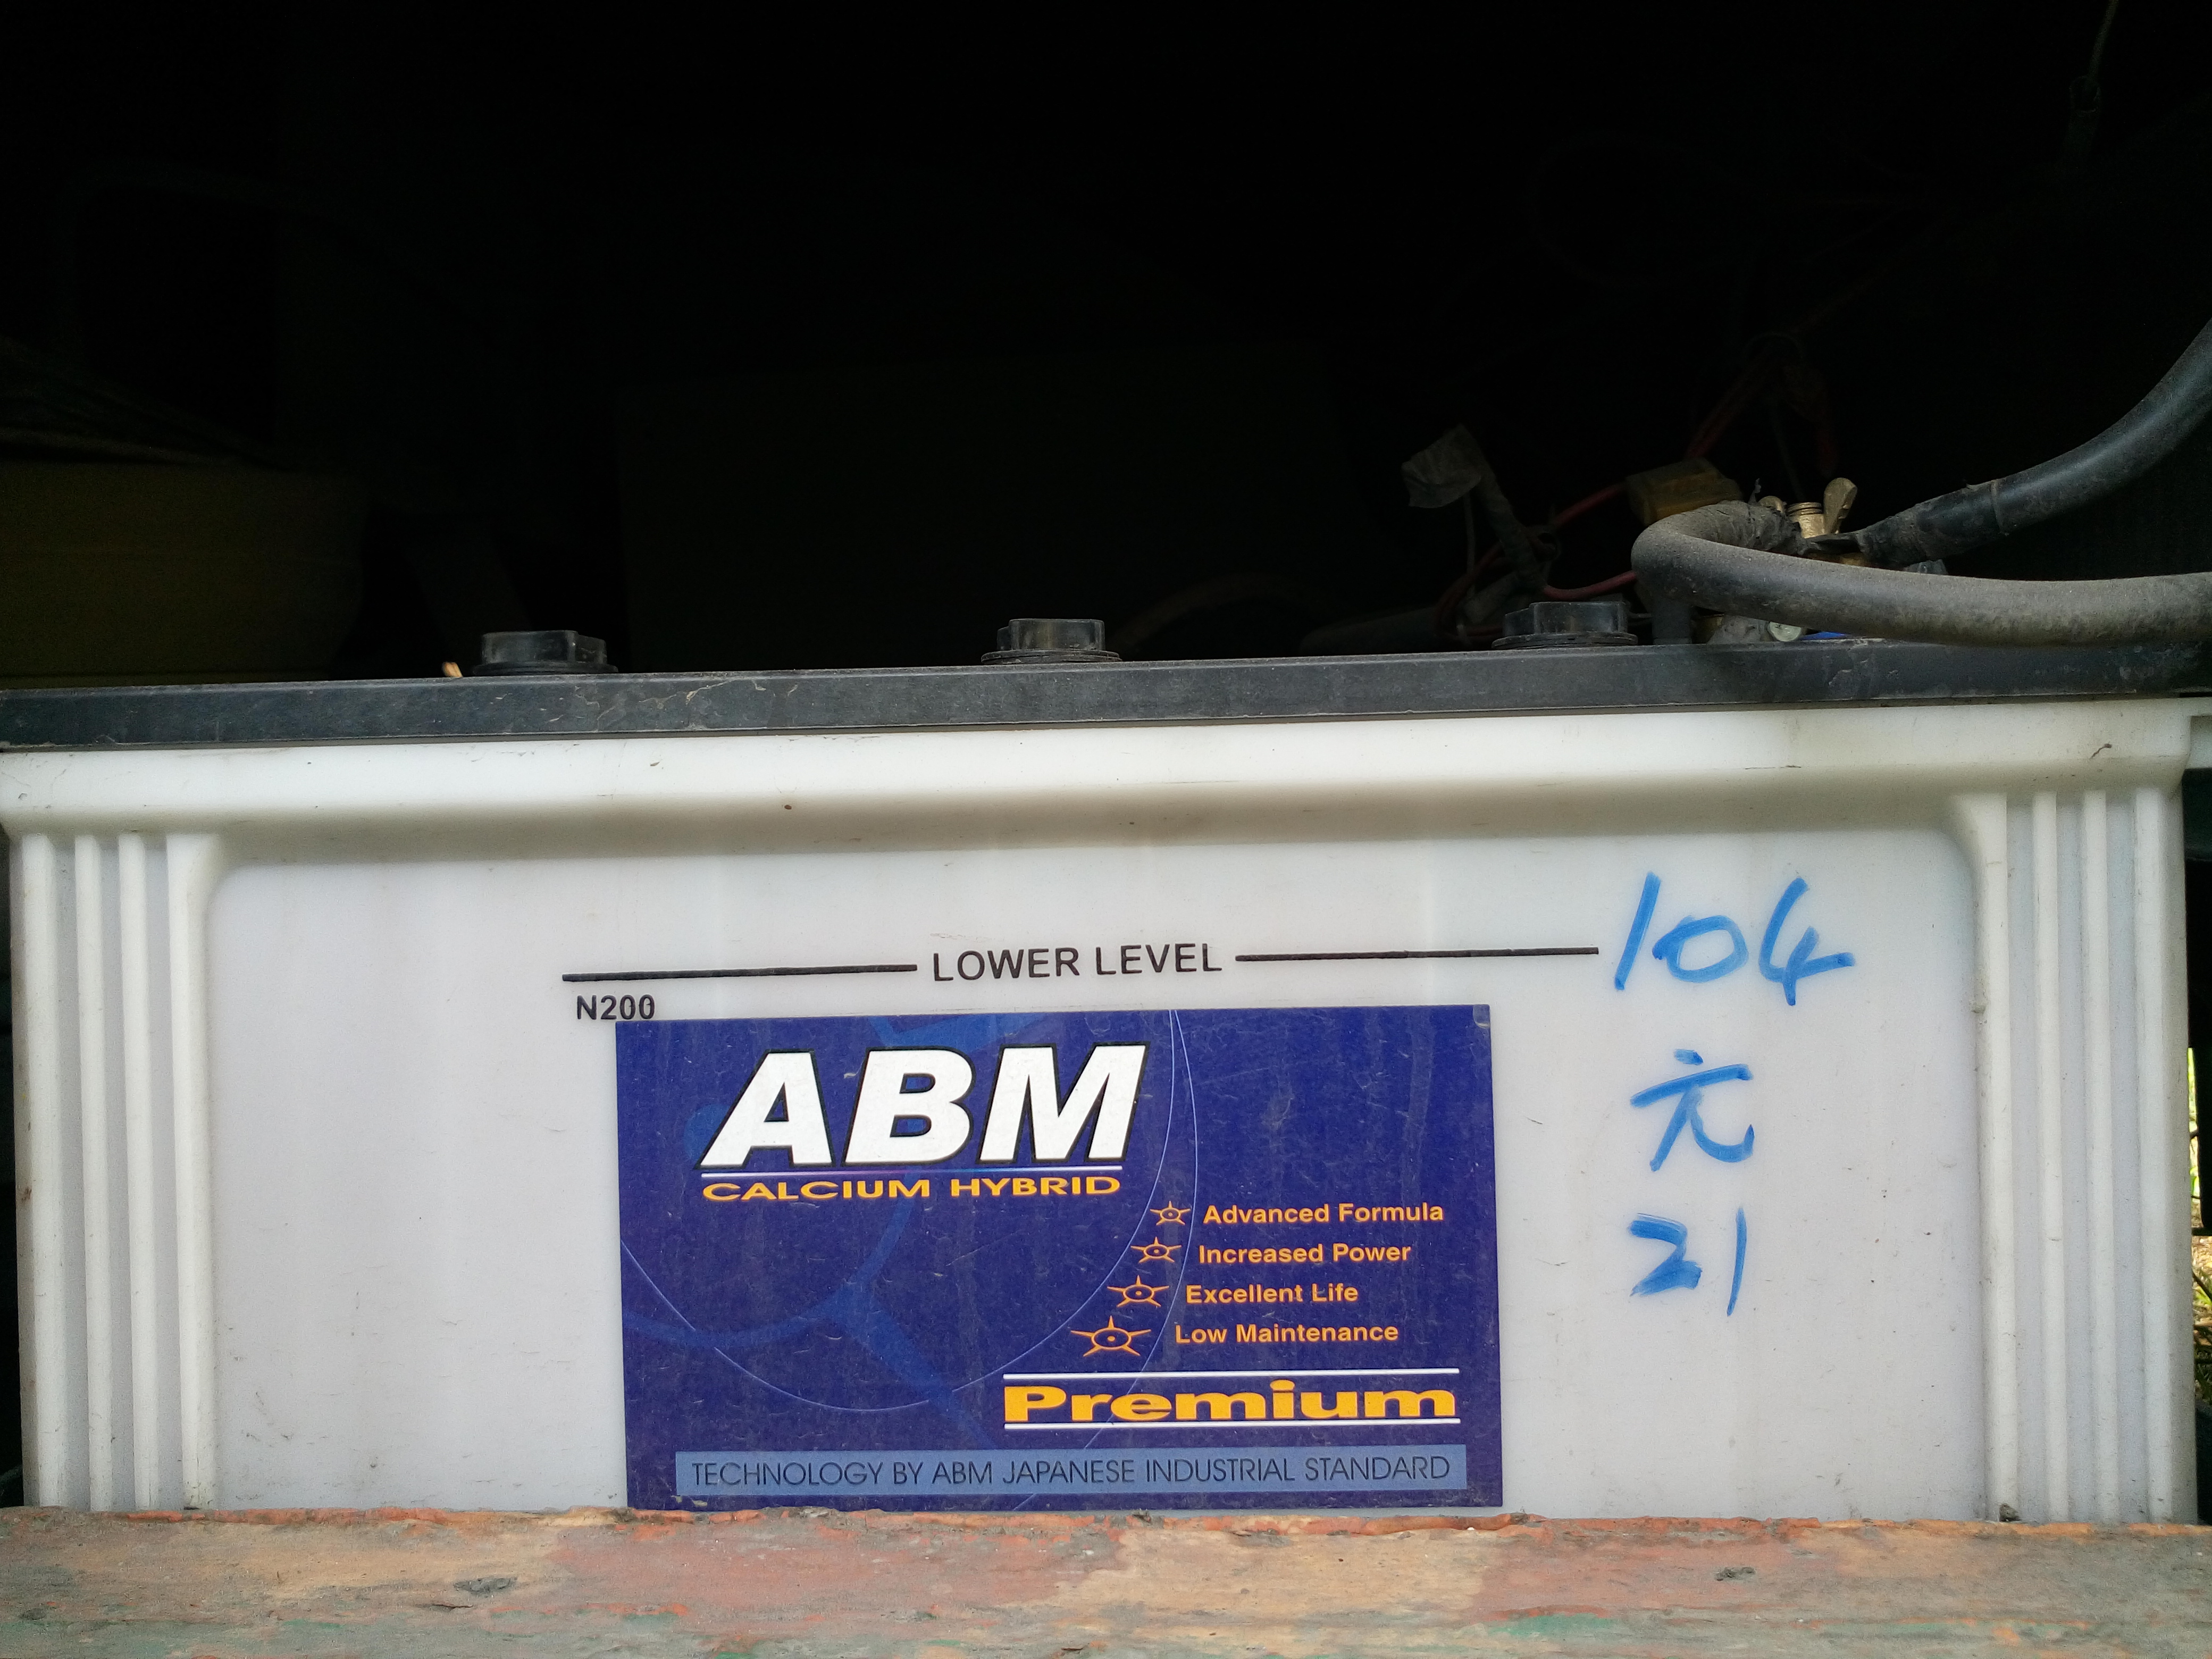 LOWER LEVEL
N200
ABM
CALCIUM HYBRID
Advanced Formula
Increased Power
Excellent Life
Low Maintenance
Premium
TECHNOLOGY BY ABM JAPANESE INDUSTRIAL STANDARD
104
元
21